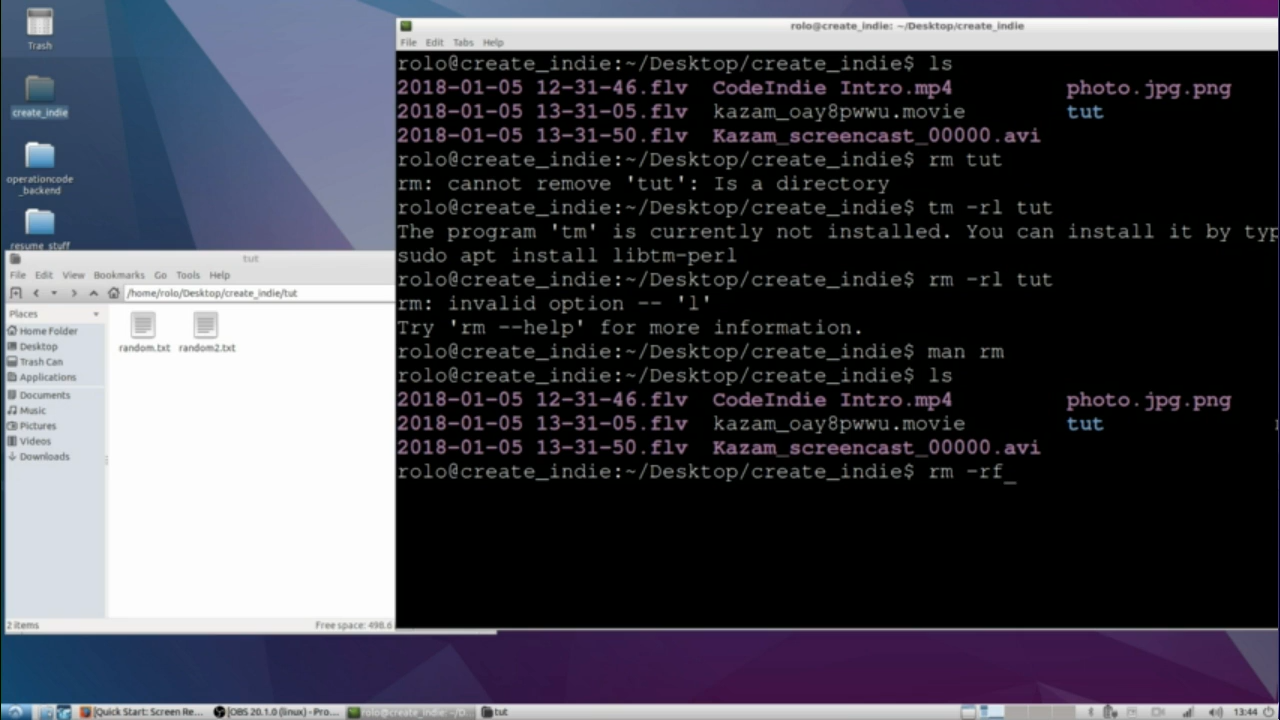 Trash
create_indie
operationcode
_backend
resume_stuff
tut
File Edit View Bookmarks Go Tools Help
/home/rolo/Desktop/create_indie/tut
Places
Home Folder
Desktop
Trash Can
Applications
Documents
Music
Pictures
Videos
Downloads
random.txt random2.txt
2 items Free space: 498.6
rolo@create_indie: ~/Desktop/create_indie
File Edit Tabs Help
rolo@create_indie:~/Desktop/create_indie$ ls
2018-01-05 12-31-46.flv CodeIndie Intro.mp4 photo.jpg.png
2018-01-05 13-31-05.flv kazam_oay8pwwu.movie tut
2018-01-05 13-31-50.flv Kazam_screencast_00000.avi
rolo@create_indie:~/Desktop/create_indie$ rm tut
rm: cannot remove 'tut': Is a directory
rolo@create_indie:~/Desktop/create_indie$ tm -rl tut
The program 'tm' is currently not installed. You can install it by typ
sudo apt install libtm-perl
rolo@create_indie:~/Desktop/create_indie$ rm -rl tut
rm: invalid option -- 'l'
Try 'rm --help' for more information.
rolo@create_indie:~/Desktop/create_indie$ man rm
rolo@create_indie:~/Desktop/create_indie$ ls
2018-01-05 12-31-46.flv CodeIndie Intro.mp4 photo.jpg.png
2018-01-05 13-31-05.flv kazam_oay8pwwu.movie tut
2018-01-05 13-31-50.flv Kazam_screencast_00000.avi
rolo@create_indie:~/Desktop/create_indie$ rm -rf_
[Quick Start: Screen Re... [OBS 20.1.0 (linux) - Pro... rolo@create_indie: ~/D... tut 13:44